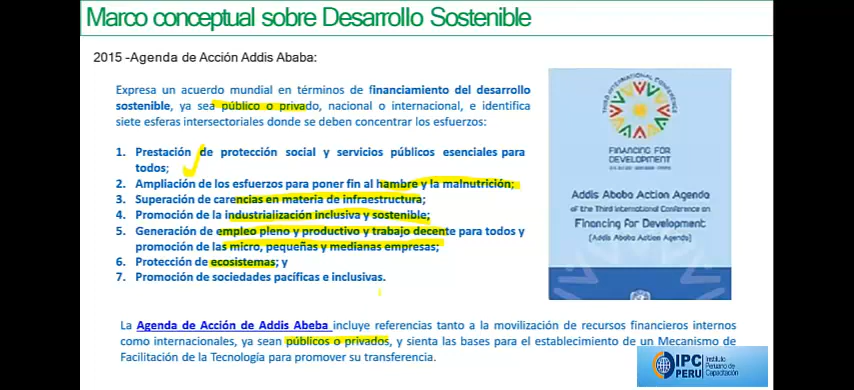 Marco conceptual sobre Desarrollo Sostenible
2015 -Agenda de Acción Addis Ababa:
Expresa un acuerdo mundial en términos de financiamiento del desarrollo
sostenible, ya sea público o privado, nacional o internacional, e identifica
siete esferas intersectoriales donde se deben concentrar los esfuerzos:
1. Prestación de protección social y servicios públicos esenciales para
todos;
2. Ampliación de los esfuerzos para poner fin al hambre y la malnutrición;
3. Superación de carencias en materia de infraestructura;
4. Promoción de la industrialización inclusiva y sostenible;
5. Generación de empleo pleno y productivo y trabajo decente para todos y
promoción de las micro, pequeñas y medianas empresas;
6. Protección de ecosistemas; y
7. Promoción de sociedades pacíficas e inclusivas.
THIRD INTERNATIONAL CONFERENCE
FINANCING FOR
DEVELOPMENT
Addis Ababa Action Agenda
of the Third International Conference on
Financing for Development
(Addis Ababa Action Agenda)
La Agenda de Acción de Addis Abeba incluye referencias tanto a la movilización de recursos financieros internos
como internacionales, ya sean públicos o privados, y sienta las bases para el establecimiento de un Mecanismo de
Facilitación de la Tecnología para promover su transferencia.
IPC
PERU
Instituto
Peruano de
Capacitación